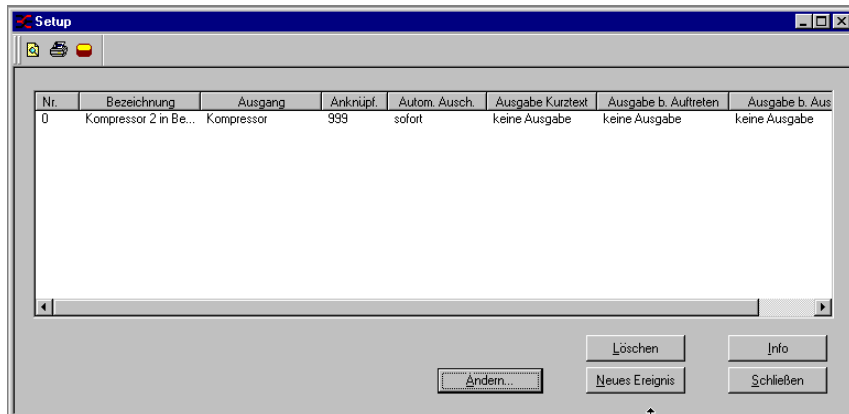 Setup
Nr. Bezeichnung Ausgang Anknüpf. Autom. Ausch. Ausgabe Kurztext Ausgabe b. Auftreten Ausgabe b. Aus
0 Kompressor 2 in Be... Kompressor 999 sofort keine Ausgabe keine Ausgabe keine Ausgabe
Löschen Info
Ändern... Neues Ereignis Schließen